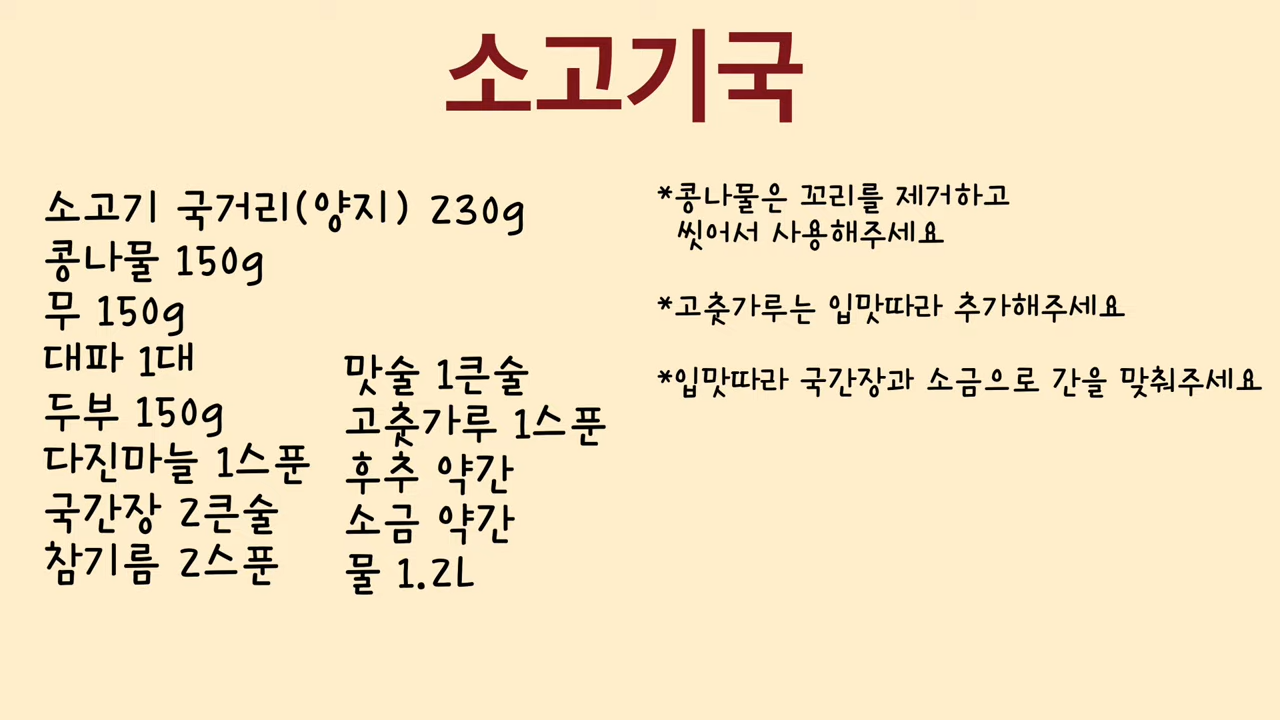 소고기국
소고기 국거리(양지) 230g
콩나물 150g
무 150g
대파 1대
두부 150g
다진마늘 1스푼
국간장 2큰술
참기름 2스푼
맛술 1큰술
고춧가루 1스푼
후추 약간
소금 약간
물 1.2L
*콩나물은 꼬리를 제거하고
씻어서 사용해주세요
*고춧가루는 입맛따라 추가해주세요
*입맛따라 국간장과 소금으로 간을 맞춰주세요